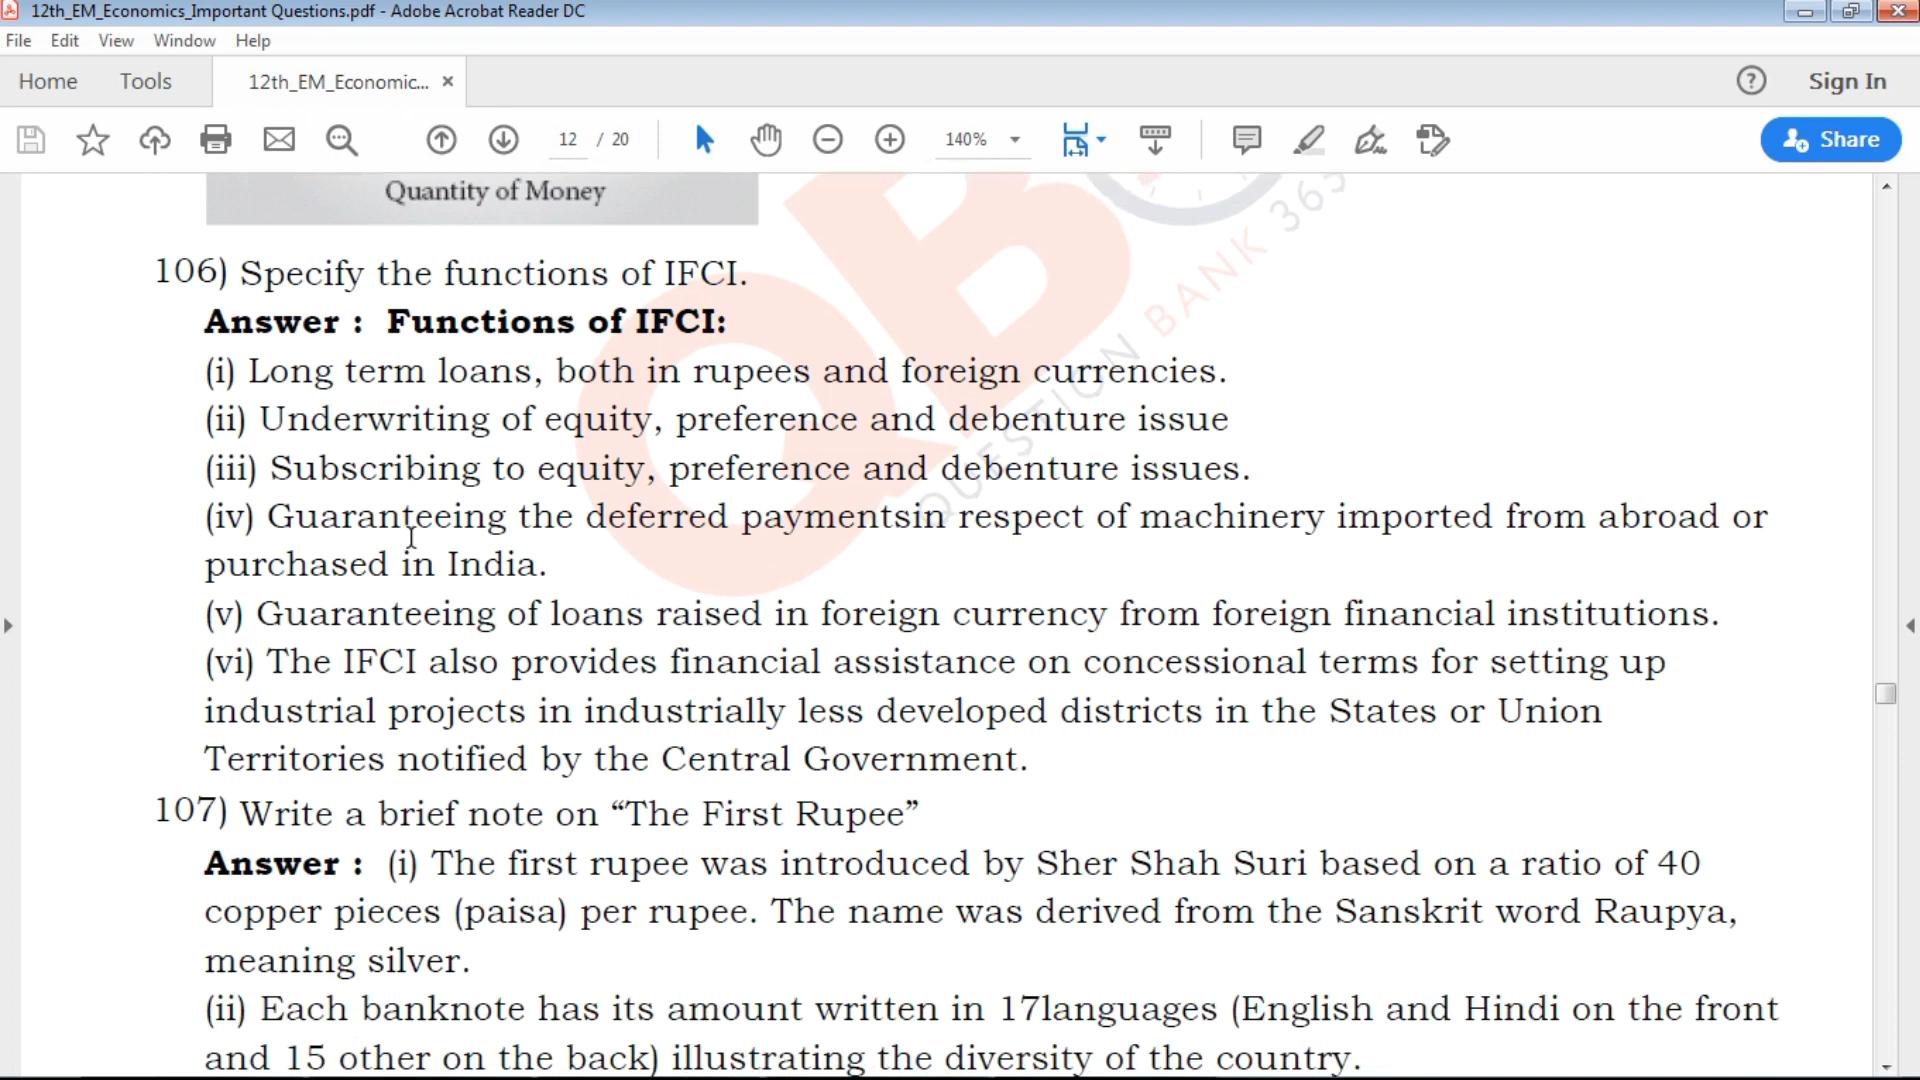 12th_EM_Economics_Important Questions.pdf - Adobe Acrobat Reader DC
File Edit View Window Help
Home Tools 12th_EM_Economic... × ? Sign In
12 / 20 140% Share
Quantity of Money
106) Specify the functions of IFCI.
Answer : Functions of IFCI:
(i) Long term loans, both in rupees and foreign currencies.
(ii) Underwriting of equity, preference and debenture issue
(iii) Subscribing to equity, preference and debenture issues.
(iv) Guaranteeing the deferred paymentsin respect of machinery imported from abroad or
purchased in India.
(v) Guaranteeing of loans raised in foreign currency from foreign financial institutions.
(vi) The IFCI also provides financial assistance on concessional terms for setting up
industrial projects in industrially less developed districts in the States or Union
Territories notified by the Central Government.
107) Write a brief note on “The First Rupee”
Answer : (i) The first rupee was introduced by Sher Shah Suri based on a ratio of 40
copper pieces (paisa) per rupee. The name was derived from the Sanskrit word Raupya,
meaning silver.
(ii) Each banknote has its amount written in 17languages (English and Hindi on the front
and 15 other on the back) illustrating the diversity of the country.
QB
QUESTION BANK 365